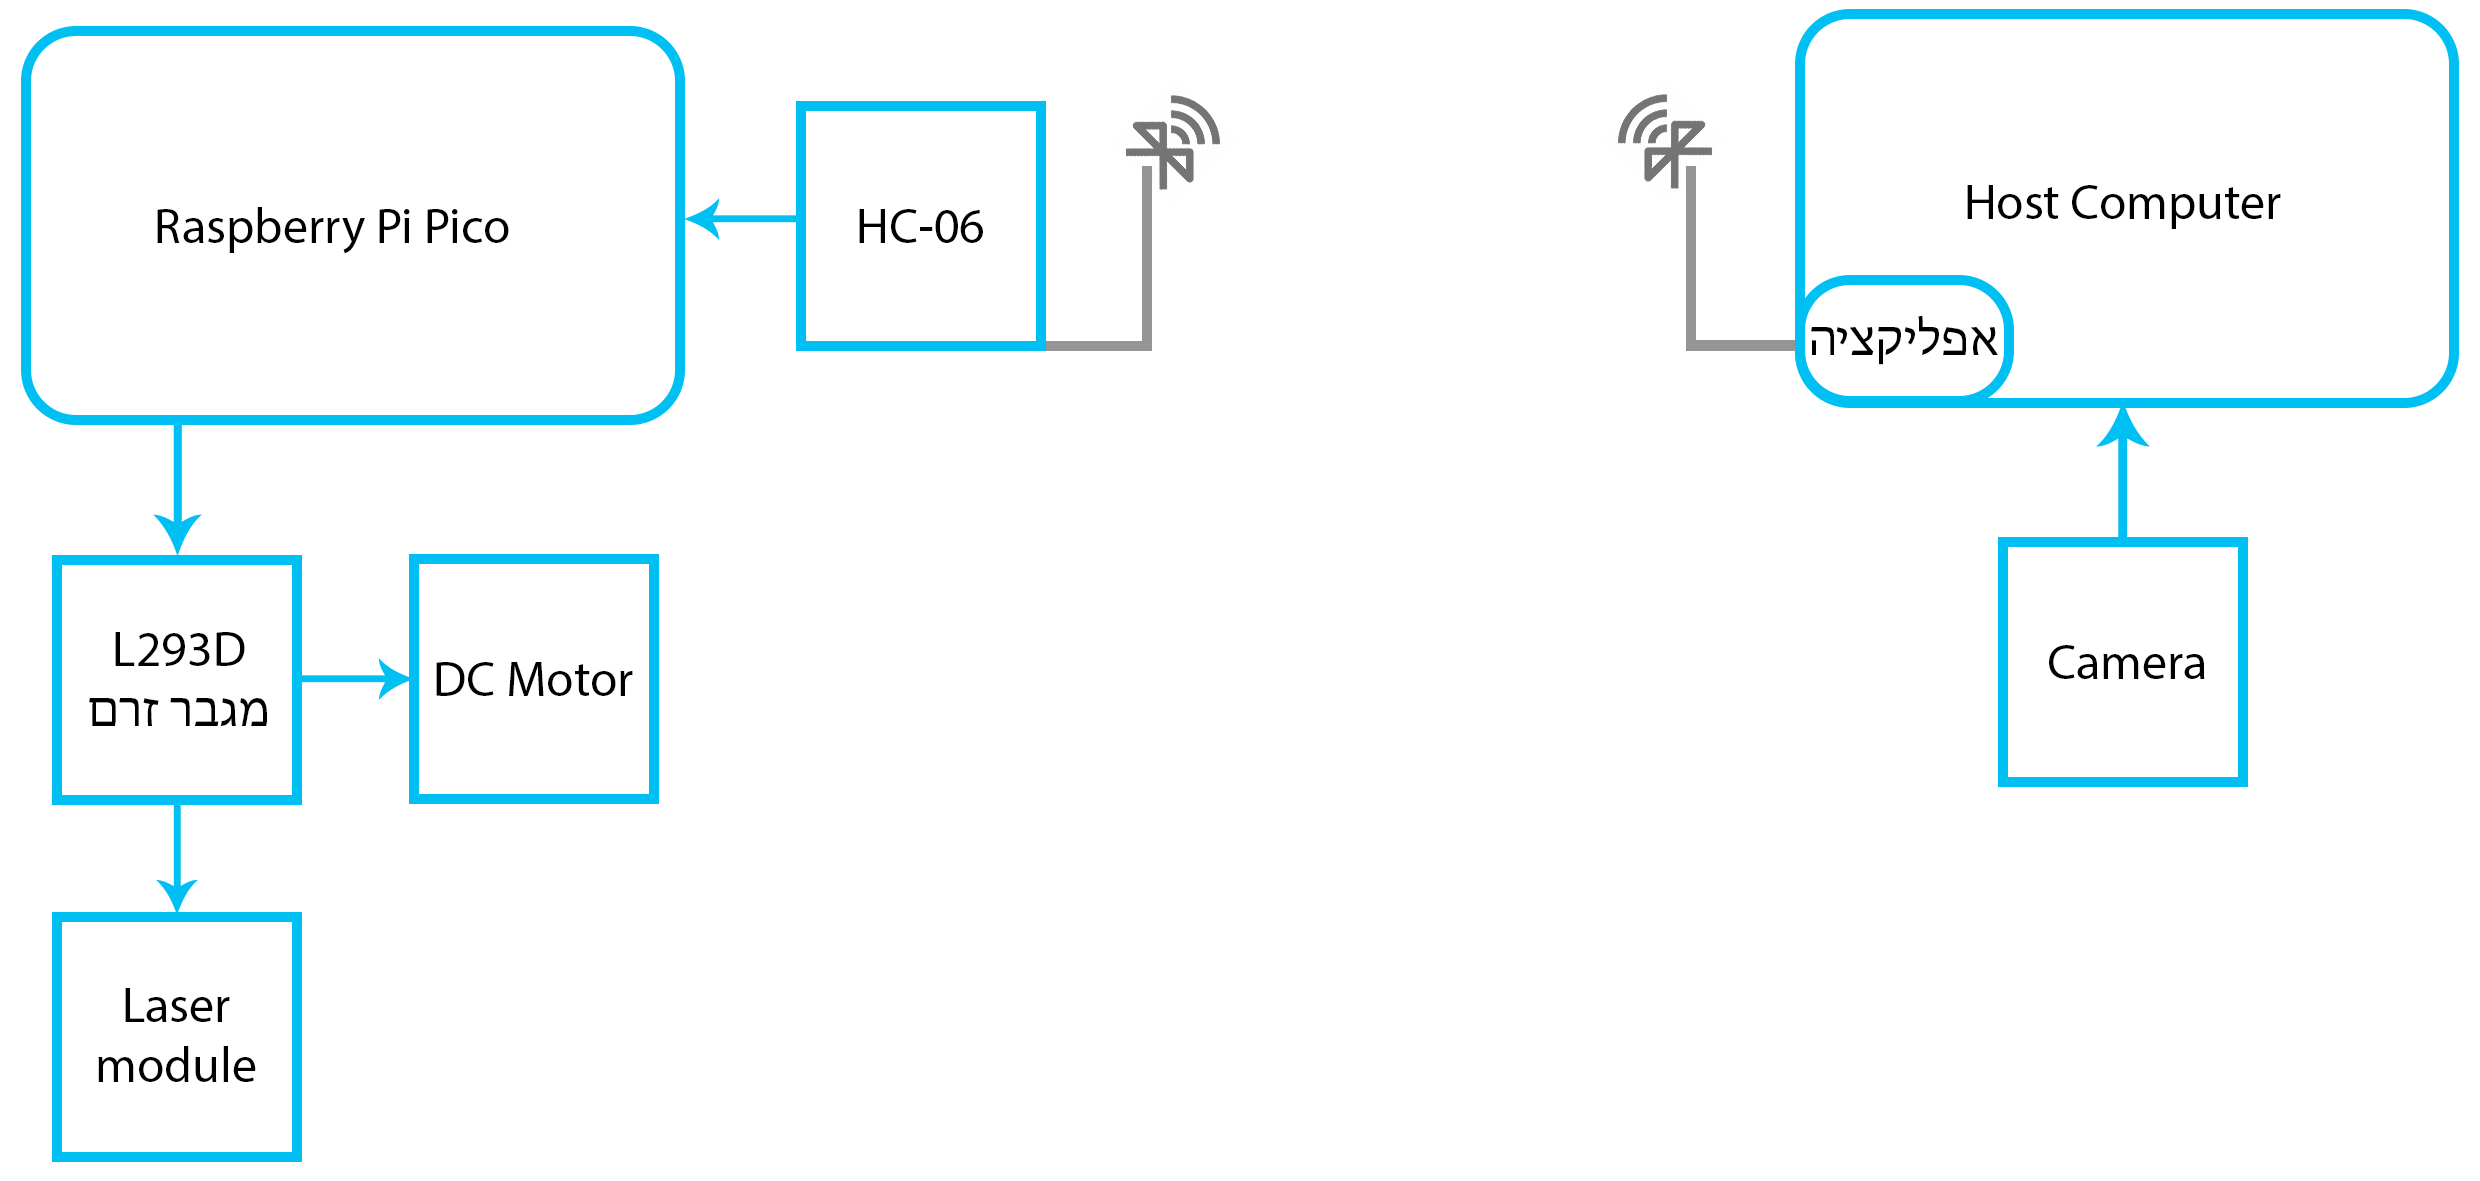 Raspberry Pi Pico
HC-06
Host Computer
אפליקציה
L293D
מגבר זרם
DC Motor
Camera
Laser
module